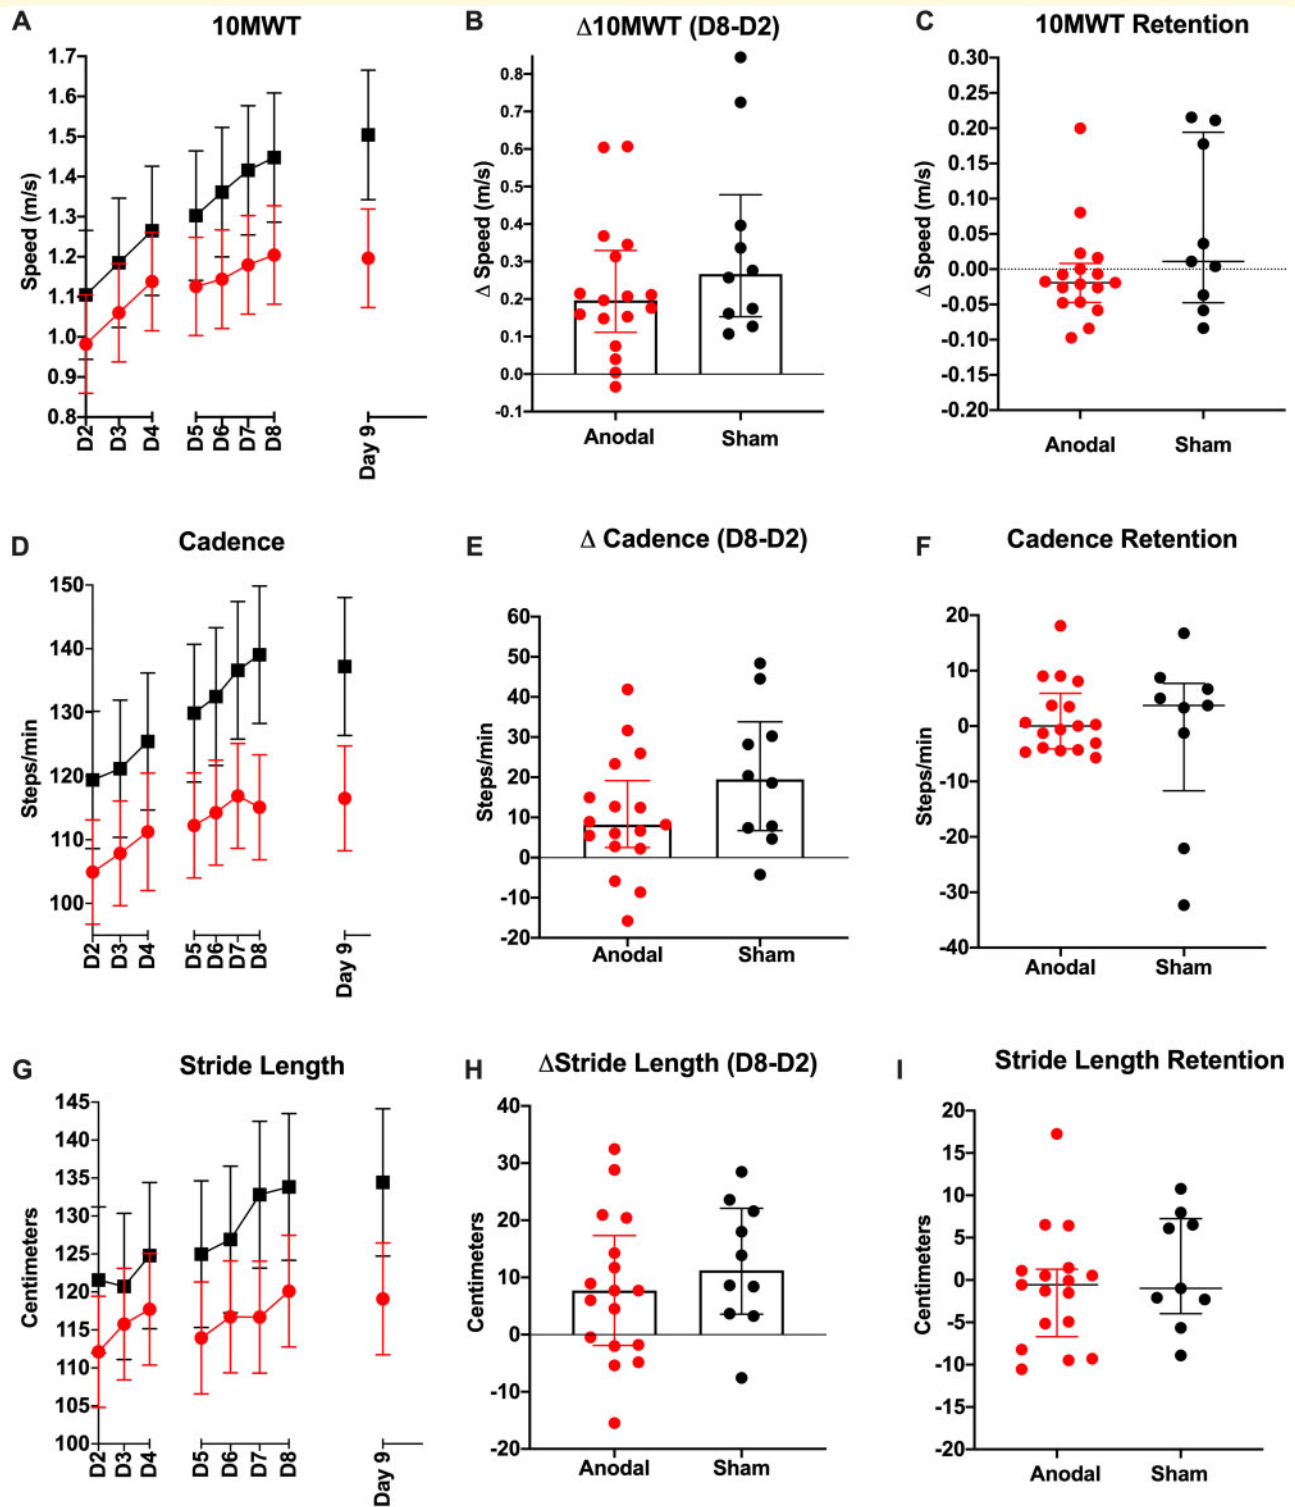 A 10MWT
Speed (m/s)
1.7
1.6
1.5
1.4
1.3
1.2
1.1
1.0
0.9
0.8
D2 D3 D4 D5 D6 D7 D8 Day 9
B Δ10MWT (D8-D2)
Δ Speed (m/s)
0.8
0.6
0.5
0.4
0.3
0.2
0.1
0.0
-0.1
Anodal Sham
C 10MWT Retention
Δ Speed (m/s)
0.30
0.25
0.20
0.15
0.10
0.05
0.00
-0.05
-0.10
-0.15
-0.20
Anodal Sham
D Cadence
Steps/min
150
140
130
120
110
100
D2 D3 D4 D5 D6 D7 D8 Day 9
E Δ Cadence (D8-D2)
Steps/min
60
50
40
30
20
10
0
-10
-20
Anodal Sham
F Cadence Retention
Steps/min
20
10
0
-10
-20
-30
-40
Anodal Sham
G Stride Length
Centimeters
145
140
135
130
125
120
115
110
105
100
D2 D3 D4 D5 D6 D7 D8 Day 9
H ΔStride Length (D8-D2)
Centimeters
40
30
20
10
0
-10
-20
Anodal Sham
I Stride Length Retention
Centimeters
20
15
10
5
0
-5
-10
-15
-20
Anodal Sham